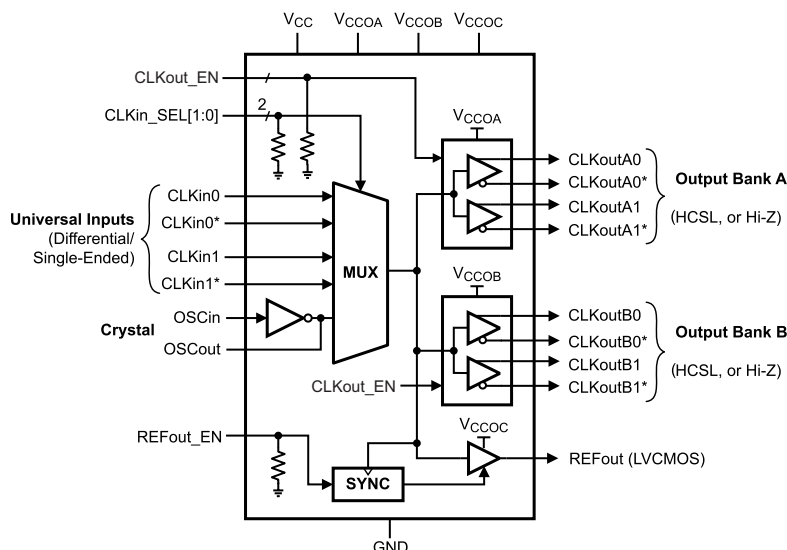 VCC VCCOA VCCOB VCCOC
CLKout_EN
CLKin_SEL[1:0] 2
VCCOA
CLKin0
CLKin0*
CLKin1
CLKin1*
Universal Inputs
(Differential/
Single-Ended)
MUX
Crystal
OSCin
OSCout
CLKoutA0
CLKoutA0*
CLKoutA1
CLKoutA1*
Output Bank A
(HCSL, or Hi-Z)
VCCOB
CLKoutB0
CLKoutB0*
CLKoutB1
CLKoutB1*
Output Bank B
(HCSL, or Hi-Z)
CLKout_EN
REFout_EN
VCCOC
SYNC
REFout (LVCMOS)
GND